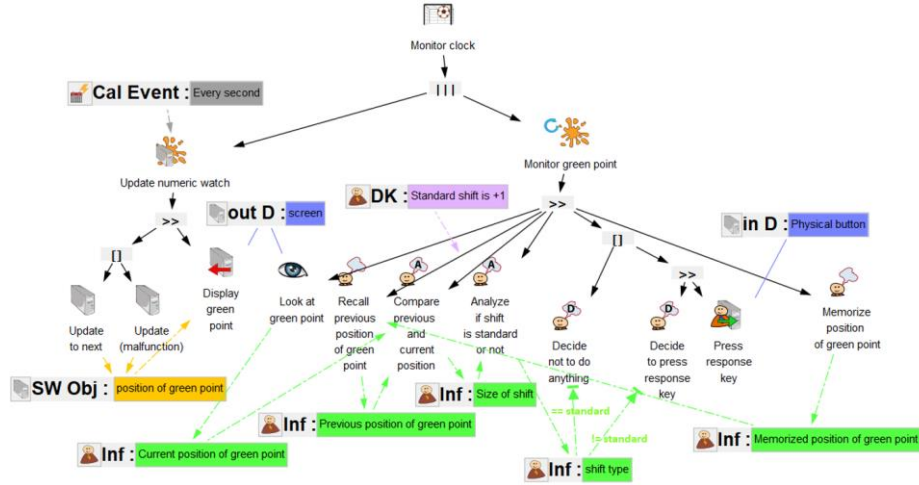 Monitor clock
|||
Cal Event : Every second
Update numeric watch
Monitor green point
>>
>>
DK : Standard shift is +1
out D : screen
in D : Physical button
[]
[]
>>
A
A
D
D
Update
to next
Update
(malfunction)
Display
green
point
Look at
green point
Recall
previous
position
of green
point
Compare
previous
and
current
position
Analyze
if shift
is standard
or not
Decide
not to do
anything
Decide
to press
response
key
Press
response
key
Memorize
position
of green point
SW Obj : position of green point
Inf : Size of shift
== standard
!= standard
Inf : Previous position of green point
Inf : Current position of green point
Inf : shift type
Inf : Memorized position of green point